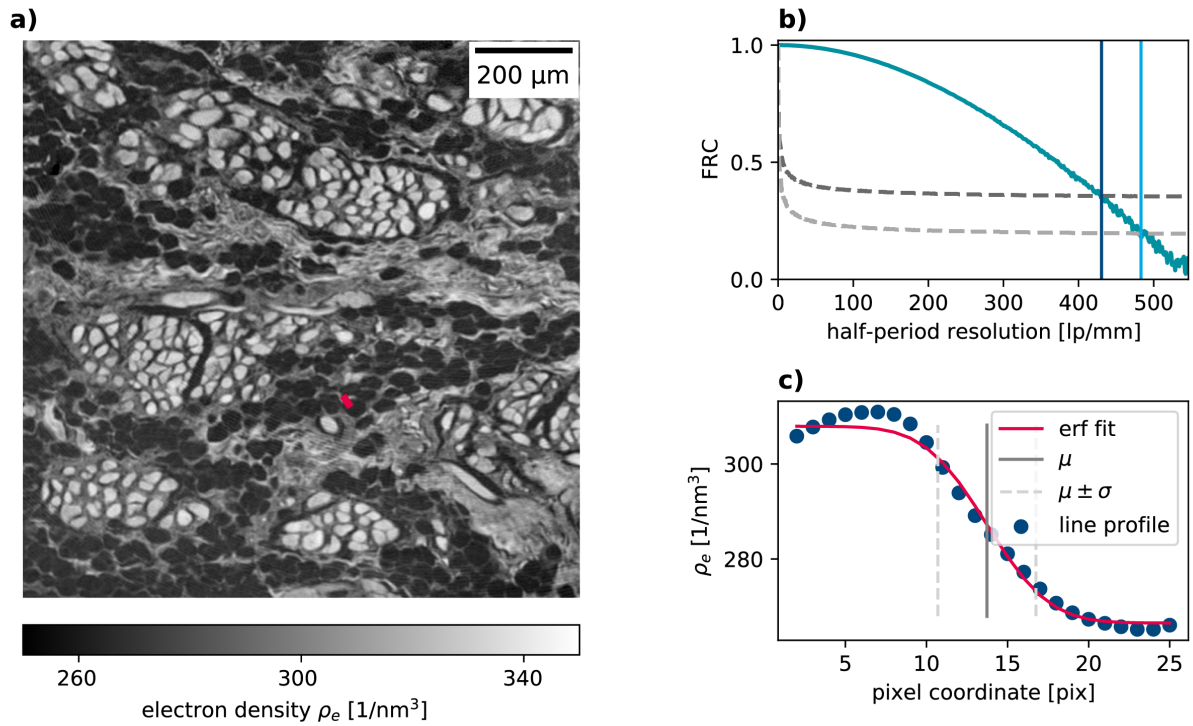 a)
200 μm
260
300
340
electron density ρₑ [1/nm³]
b)
1.0
0.5
0.0
FRC
0
100
200
300
400
500
half-period resolution [lp/mm]
c)
300
280
ρₑ [1/nm³]
erf fit
μ
μ ± σ
line profile
5
10
15
20
25
pixel coordinate [pix]